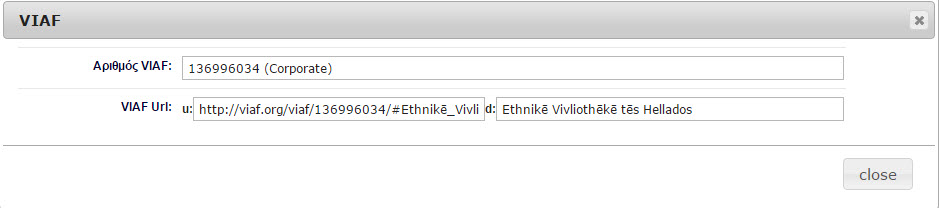 VIAF
Αριθμός VIAF: 136996034 (Corporate)
VIAF Url: u: http://viaf.org/viaf/136996034/#Ethnikē_Vivli d: Ethnikē Vivliothēkē tēs Hellados
close